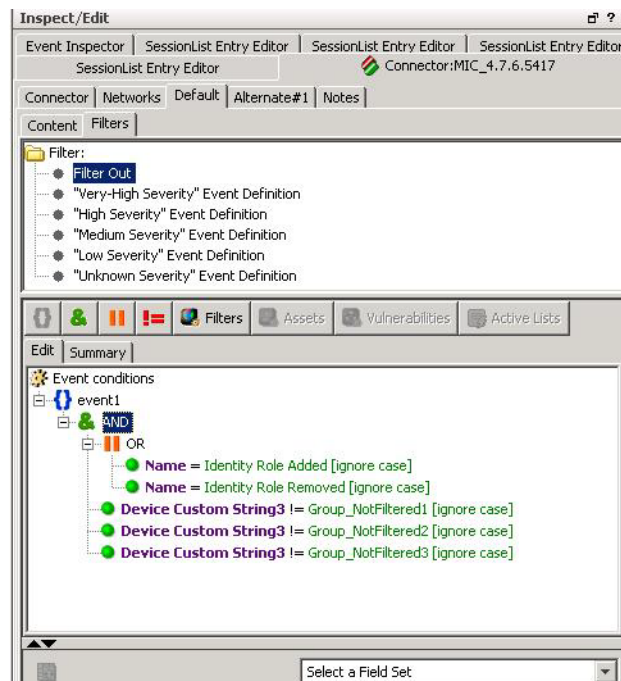 Inspect/Edit
?
Event Inspector SessionList Entry Editor SessionList Entry Editor SessionList Entry Editor
SessionList Entry Editor Connector:MIC_4.7.6.5417
Connector Networks Default Alternate#1 Notes
Content Filters
Filter:
Filter Out
"Very-High Severity" Event Definition
"High Severity" Event Definition
"Medium Severity" Event Definition
"Low Severity" Event Definition
"Unknown Severity" Event Definition
{} & || != Filters Assets Vulnerabilities Active Lists
Edit Summary
Event conditions
{} event1
& AND
|| OR
Name = Identity Role Added [ignore case]
Name = Identity Role Removed [ignore case]
Device Custom String3 != Group_NotFiltered1 [ignore case]
Device Custom String3 != Group_NotFiltered2 [ignore case]
Device Custom String3 != Group_NotFiltered3 [ignore case]
Select a Field Set